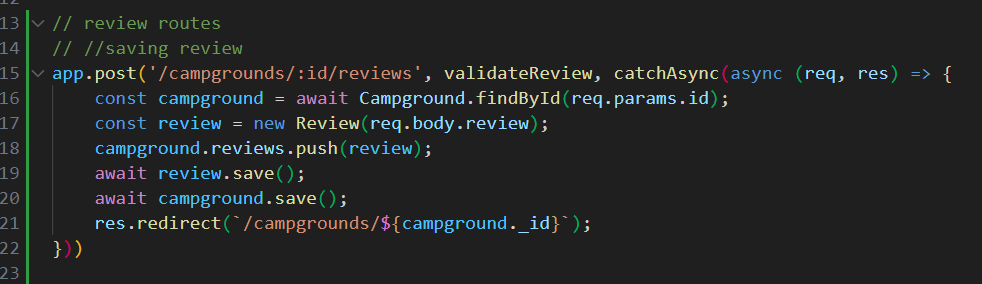 13 // review routes
14 // //saving review
15 app.post('/campgrounds/:id/reviews', validateReview, catchAsync(async (req, res) => {
16     const campground = await Campground.findById(req.params.id);
17     const review = new Review(req.body.review);
18     campground.reviews.push(review);
19     await review.save();
20     await campground.save();
21     res.redirect(`/campgrounds/${campground._id}`);
22 }))
23